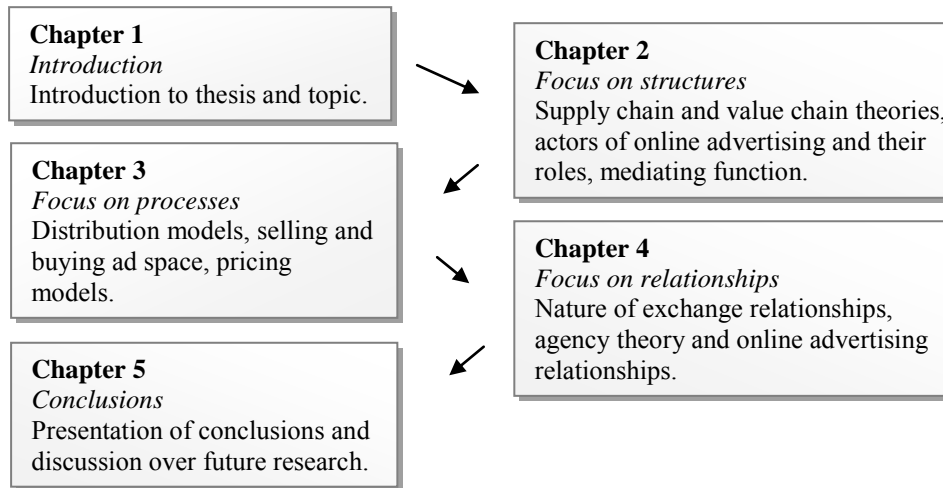 Chapter 1
Introduction
Introduction to thesis and topic.
Chapter 2
Focus on structures
Supply chain and value chain theories,
actors of online advertising and their
roles, mediating function.
Chapter 3
Focus on processes
Distribution models, selling and
buying ad space, pricing
models.
Chapter 4
Focus on relationships
Nature of exchange relationships,
agency theory and online advertising
relationships.
Chapter 5
Conclusions
Presentation of conclusions and
discussion over future research.